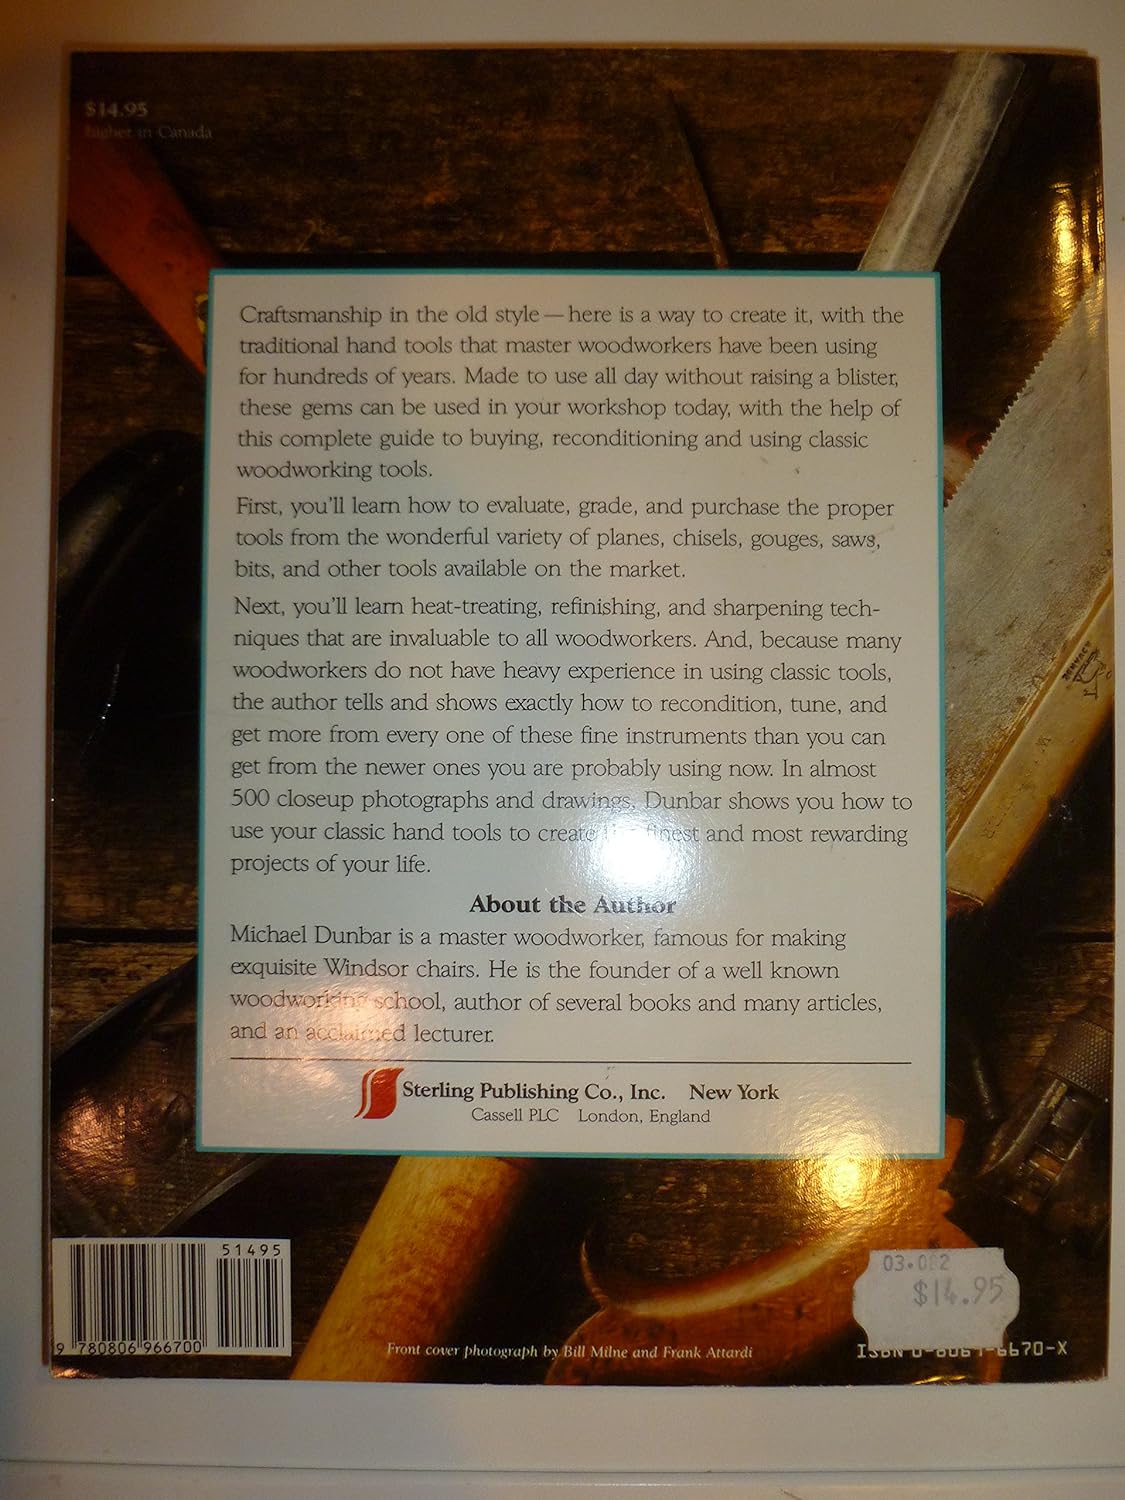 $14.95
higher in Canada
Craftsmanship in the old style — here is a way to create it, with the
traditional hand tools that master woodworkers have been using
for hundreds of years. Made to use all day without raising a blister,
these gems can be used in your workshop today, with the help of
this complete guide to buying, reconditioning and using classic
woodworking tools.
First, you'll learn how to evaluate, grade, and purchase the proper
tools from the wonderful variety of planes, chisels, gouges, saws,
bits, and other tools available on the market.
Next, you'll learn heat-treating, refinishing, and sharpening tech-
niques that are invaluable to all woodworkers. And, because many
woodworkers do not have heavy experience in using classic tools,
the author tells and shows exactly how to recondition, tune, and
get more from every one of these fine instruments than you can
get from the newer ones you are probably using now. In almost
500 closeup photographs and drawings, Dunbar shows you how to
use your classic hand tools to create finest and most rewarding
projects of your life.
About the Author
Michael Dunbar is a master woodworker, famous for making
exquisite Windsor chairs. He is the founder of a well known
woodworking school, author of several books and many articles,
and an acclaimed lecturer.
Sterling Publishing Co., Inc. New York
Cassell PLC London, England
51495
9 780806 966700
Front cover photograph by Bill Milne and Frank Attardi
$14.95
ISBN 0-8069-6670-X